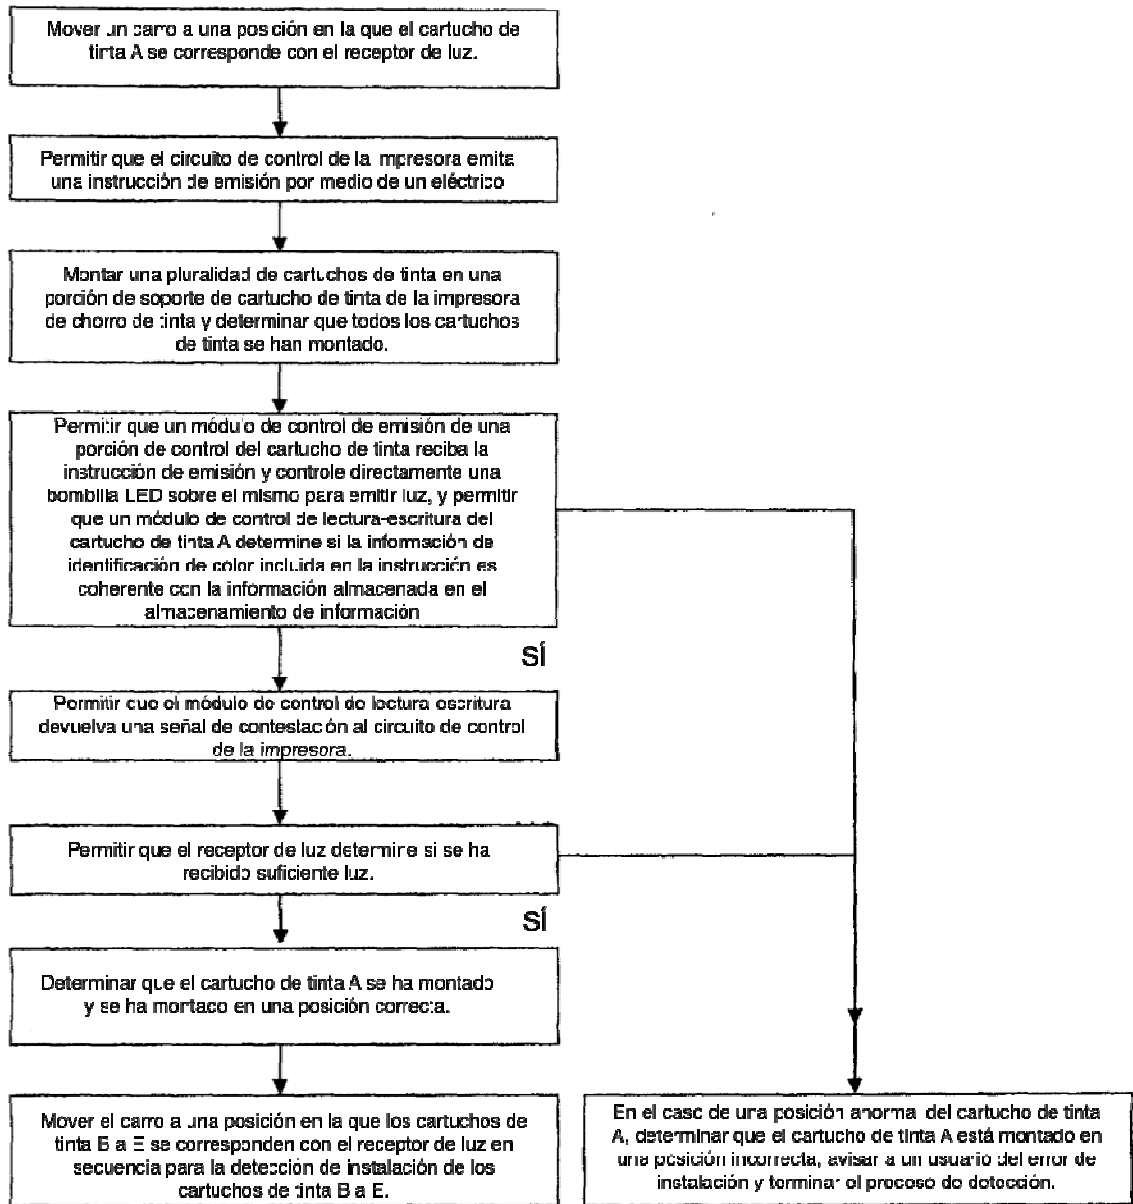 Mover un carro a una posición en la que el cartucho de
tinta A se corresponde con el receptor de luz.
Permitir que el circuito de control de la impresora emita
una instrucción de emisión por medio de un eléctrico
Montar una pluralidad de cartuchos de tinta en una
porción de soporte de cartucho de tinta de la impresora
de chorro de tinta y determinar que todos los cartuchos
de tinta se han montado.
Permitir que un módulo de control de emisión de una
porción de control del cartucho de tinta reciba la
instrucción de emisión y controle directamente una
bombilla LED sobre el mismo para emitir luz, y permitir
que un módulo de control de lectura-escritura del
cartucho de tinta A determine si la información de
identificación de color incluida en la instrucción es
coherente con la información almacenada en el
almacenamiento de información
SÍ
Permitir que el módulo de control de lectura escritura
devuelva una señal de contestación al circuito de control
de la impresora.
Permitir que el receptor de luz determine si se ha
recibido suficiente luz.
SÍ
Determinar que el cartucho de tinta A se ha montado
y se ha montado en una posición correcta.
Mover el carro a una posición en la que los cartuchos de
tinta B a E se corresponden con el receptor de luz en
secuencia para la detección de instalación de los
cartuchos de tinta B a E.
En el caso de una posición anormal del cartucho de tinta
A, determinar que el cartucho de tinta A está montado en
una posición incorrecta, avisar a un usuario del error de
instalación y terminar el proceso de detección.